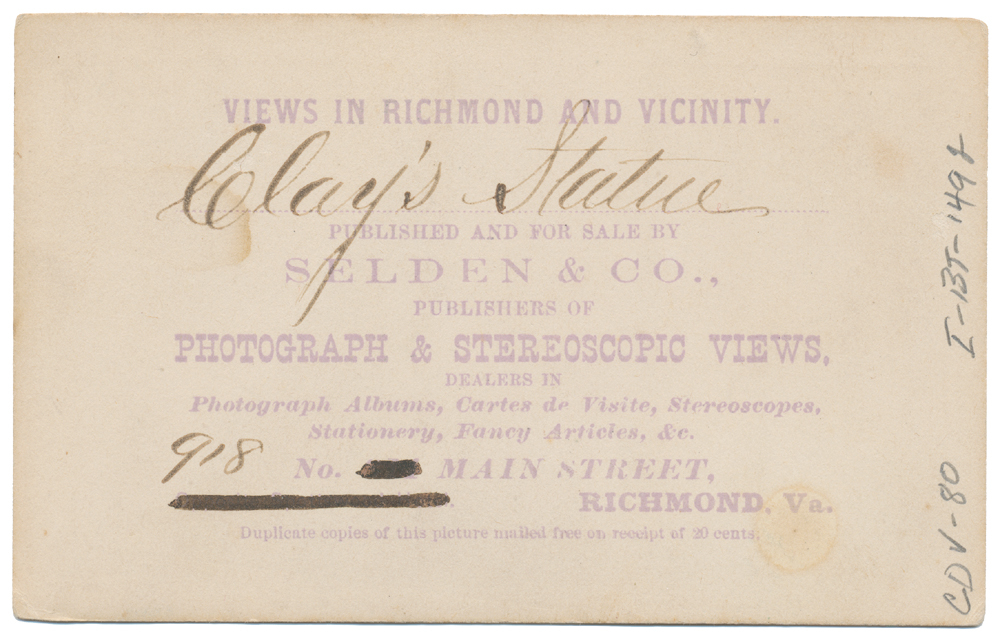 VIEWS IN RICHMOND AND VICINITY.
Clay's Statue
PUBLISHED AND FOR SALE BY
SELDEN & CO.,
PUBLISHERS OF
PHOTOGRAPH & STEREOSCOPIC VIEWS,
DEALERS IN
Photograph Albums, Cartes de Visite, Stereoscopes,
Stationery, Fancy Articles, &c.
918 No. MAIN STREET,
RICHMOND, Va.
Duplicate copies of this picture mailed free on receipt of 20 cents.
CDV-80